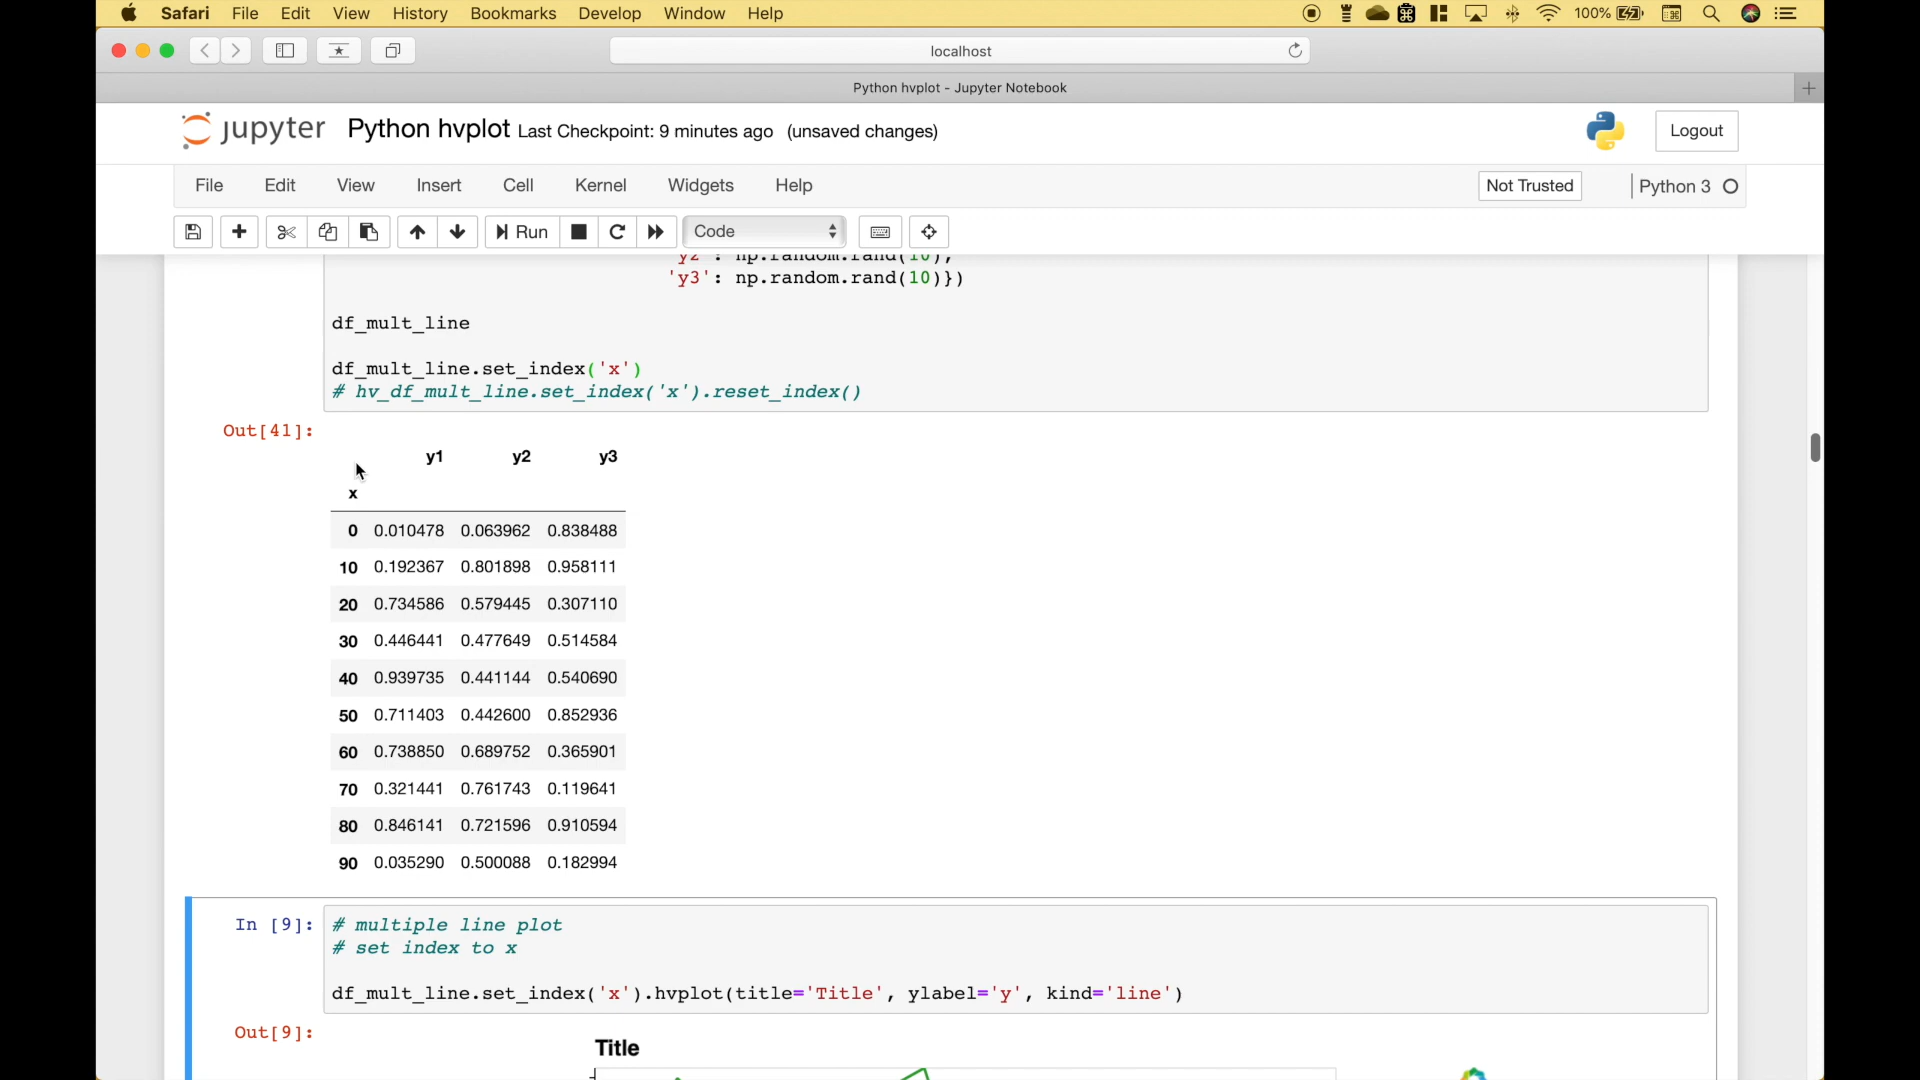 Safari File Edit View History Bookmarks Develop Window Help 100%
localhost
Python hvplot - Jupyter Notebook
jupyter Python hvplot Last Checkpoint: 9 minutes ago (unsaved changes) Logout
File Edit View Insert Cell Kernel Widgets Help Not Trusted Python 3
Run Code
'y2': np.random.rand(10),
'y3': np.random.rand(10)})
df_mult_line
df_mult_line.set_index('x')
# hv_df_mult_line.set_index('x').reset_index()
Out[41]:
y1 y2 y3
x
0 0.010478 0.063962 0.838488
10 0.192367 0.801898 0.958111
20 0.734586 0.579445 0.307110
30 0.446441 0.477649 0.514584
40 0.939735 0.441144 0.540690
50 0.711403 0.442600 0.852936
60 0.738850 0.689752 0.365901
70 0.321441 0.761743 0.119641
80 0.846141 0.721596 0.910594
90 0.035290 0.500088 0.182994
In [9]: # multiple line plot
# set index to x
df_mult_line.set_index('x').hvplot(title='Title', ylabel='y', kind='line')
Out[9]:
Title